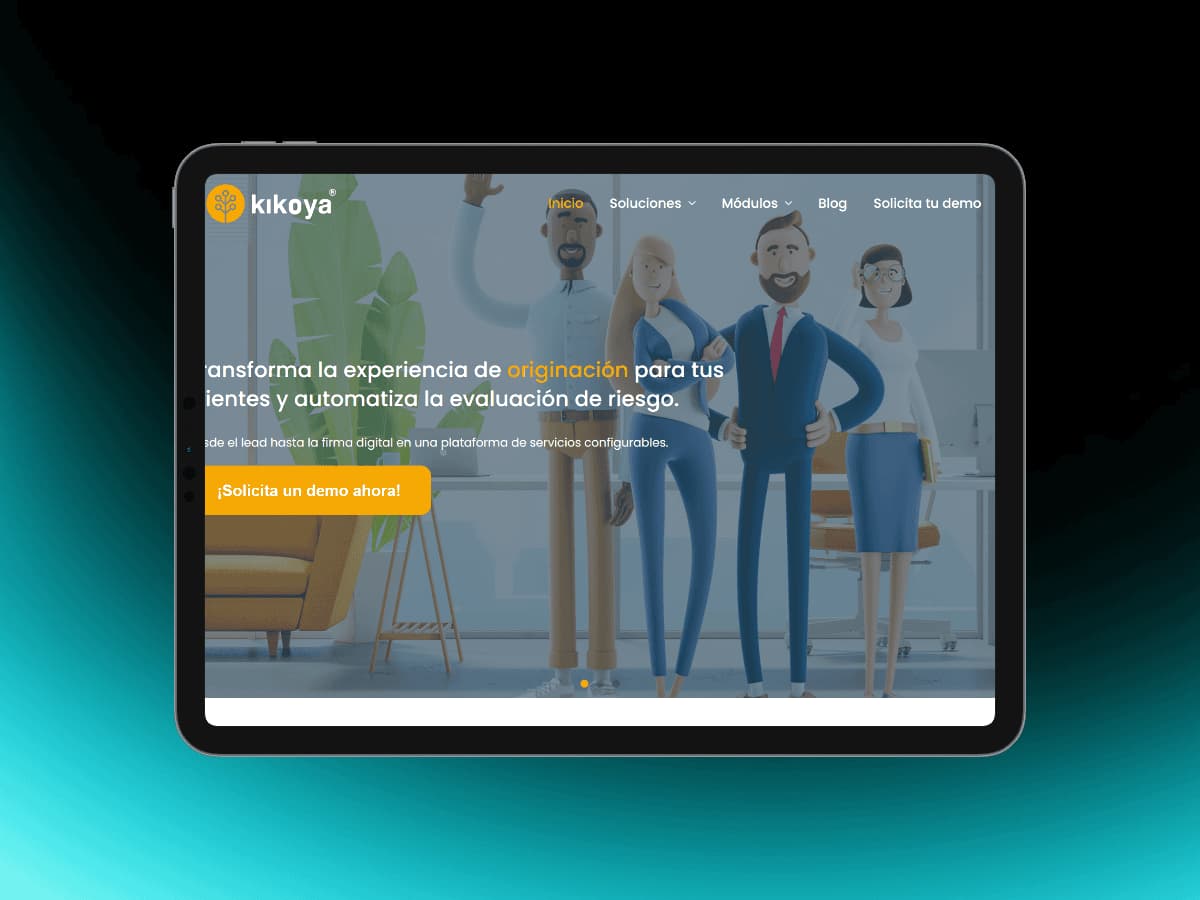 kıkoya®
Inicio Soluciones Módulos Blog Solicita tu demo
ransforma la experiencia de originación para tus
ientes y automatiza la evaluación de riesgo.
sde el lead hasta la firma digital en una plataforma de servicios configurables.
¡Solicita un demo ahora!